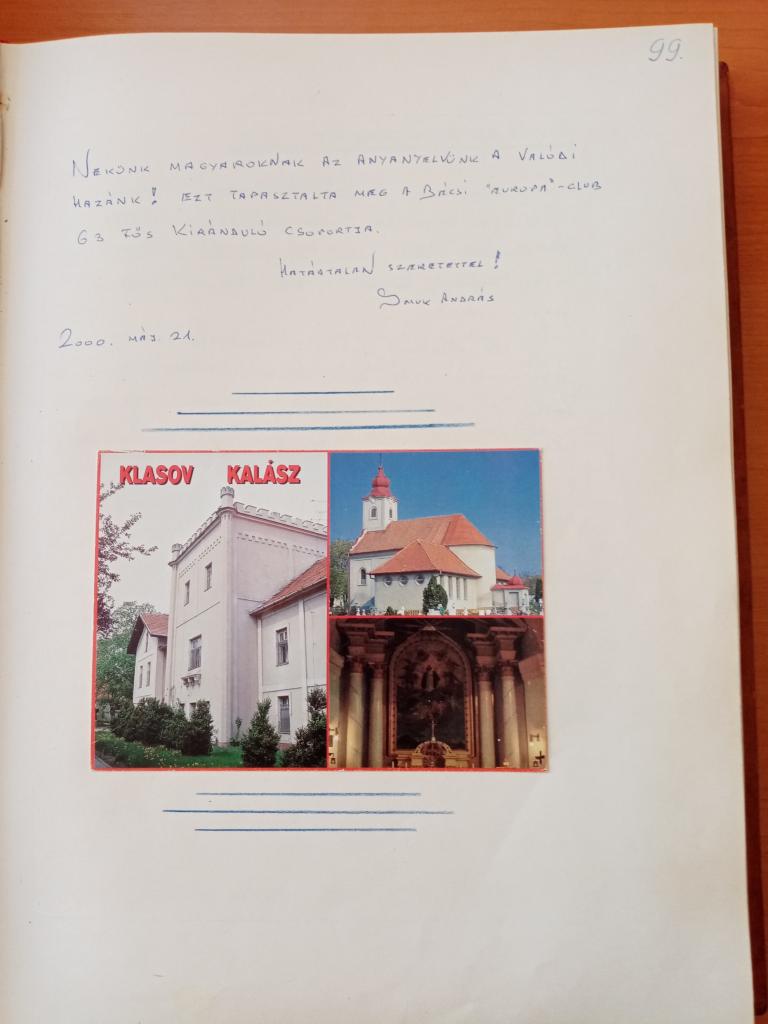 99.
NEKÜNK MAGYAROKNAK AZ ANYANYELVÜNK A VALÓDI
HAZÁNK! EZT TAPASZTALTA MEG A BÁCSI "EUROPA"-CLUB
63 FŐS KIRÁNDULÓ CSOPORTJA.
HATÁRTALAN SZERETETTEL!
SMUK ANDRÁS
2000. MÁJ. 21.
KLASOV KALÁSZ